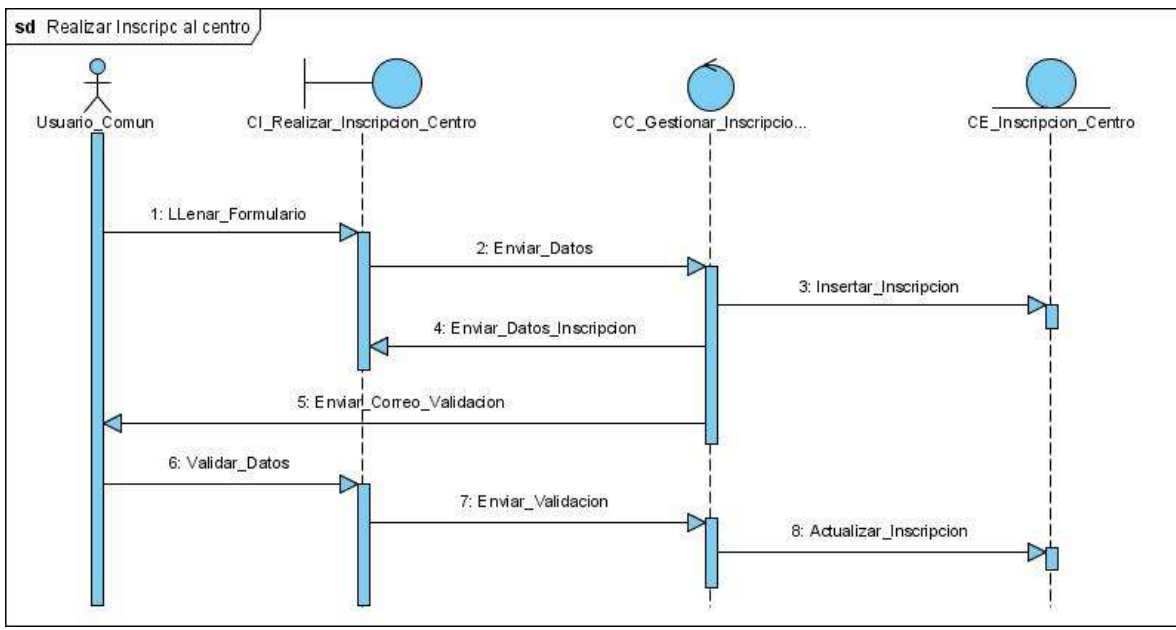 sd Realizar Inscripc al centro
Usuario_Comun
CI_Realizar_Inscripcion_Centro
CC_Gestionar_Inscripcio...
CE_Inscripcion_Centro
1: LLenar_Formulario
2: Enviar_Datos
3: Insertar_Inscripcion
4: Enviar_Datos_Inscripcion
5: Enviar_Correo_Validacion
6: Validar_Datos
7: Enviar_Validacion
8: Actualizar_Inscripcion